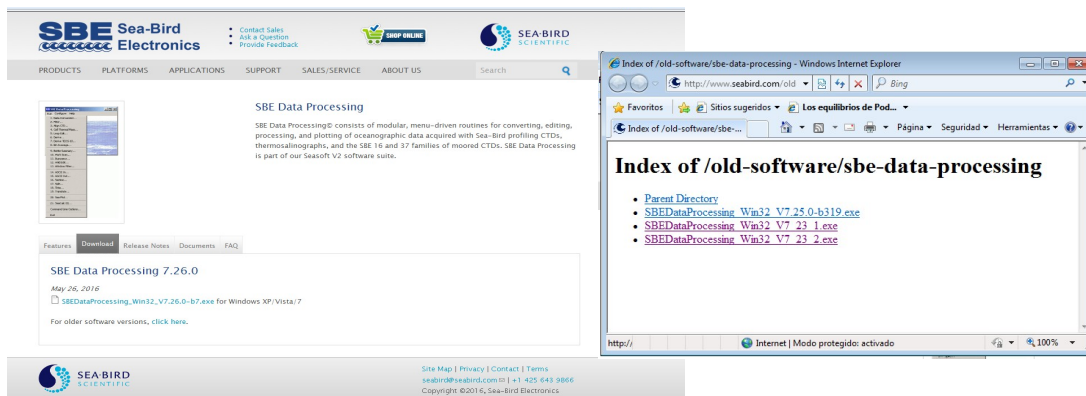 SBE Sea-Bird Electronics
Contact Sales
Ask a Question
Provide Feedback
SHOP ONLINE
SEA·BIRD
SCIENTIFIC
PRODUCTS PLATFORMS APPLICATIONS SUPPORT SALES/SERVICE ABOUT US Search
SBE Data Processing
SBE Data Processing© consists of modular, menu-driven routines for converting, editing,
processing, and plotting of oceanographic data acquired with Sea-Bird profiling CTDs,
thermosalinographs, and the SBE 16 and 37 families of moored CTDs. SBE Data Processing
is part of our Seasoft V2 software suite.
Features Download Release Notes Documents FAQ
SBE Data Processing 7.26.0
May 26, 2016
SBEDataProcessing_Win32_V7.26.0-b7.exe for Windows XP/Vista/7
For older software versions, click here.
SEA·BIRD
SCIENTIFIC
Site Map | Privacy | Contact | Terms
seabird@seabird.com | +1 425 643 9866
Copyright ©2016, Sea-Bird Electronics
Index of /old-software/sbe-data-processing - Windows Internet Explorer
http://www.seabird.com/old Bing
Favoritos Sitios sugeridos Los equilibrios de Pod...
Index of /old-software/sbe-... Página Seguridad Herramientas
Index of /old-software/sbe-data-processing
Parent Directory
SBEDataProcessing_Win32_V7.25.0-b319.exe
SBEDataProcessing_Win32_V7_23_1.exe
SBEDataProcessing_Win32_V7_23_2.exe
http:// Internet | Modo protegido: activado 100%